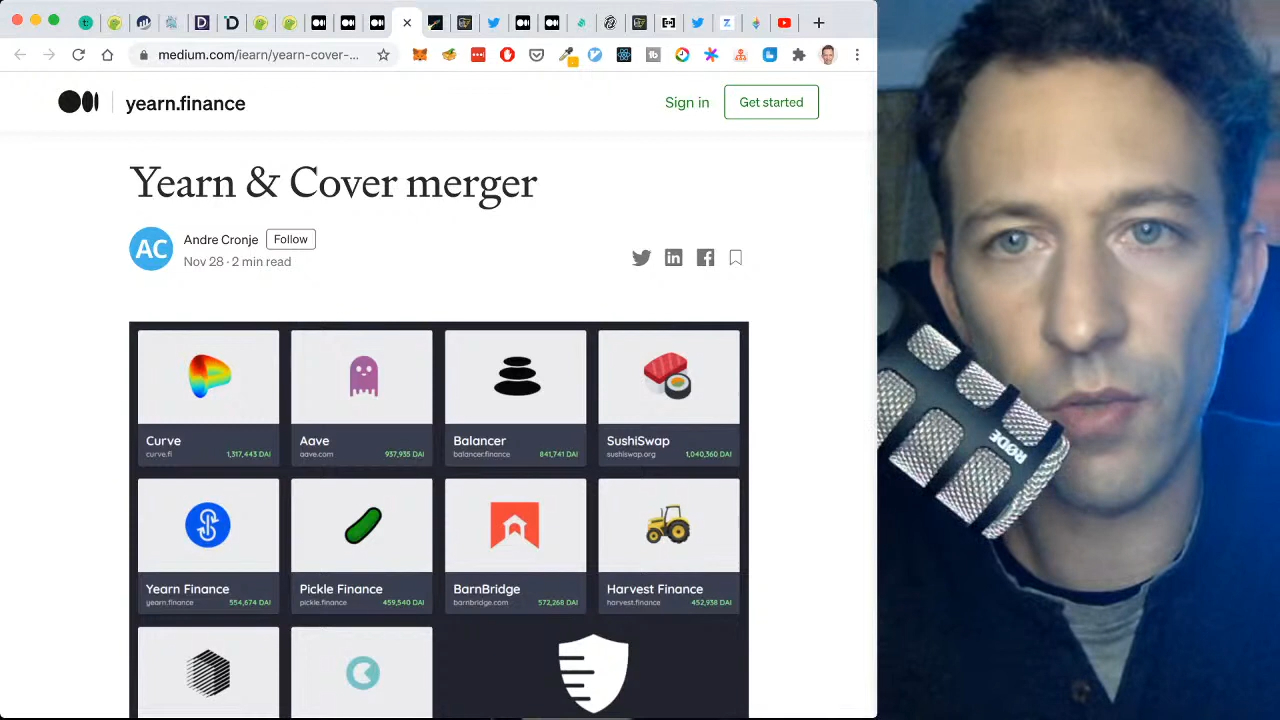 medium.com/iearn/yearn-cover-...
yearn.finance
Sign in
Get started
Yearn & Cover merger
AC
Andre Cronje
Follow
Nov 28 · 2 min read
Curve
curve.fi
1,317,443 DAI
Aave
aave.com
937,935 DAI
Balancer
balancer.finance
841,741 DAI
SushiSwap
sushiswap.org
1,040,360 DAI
Yearn Finance
yearn.finance
554,674 DAI
Pickle Finance
pickle.finance
459,540 DAI
BarnBridge
barnbridge.com
572,268 DAI
Harvest Finance
harvest.finance
452,938 DAI
RØDE